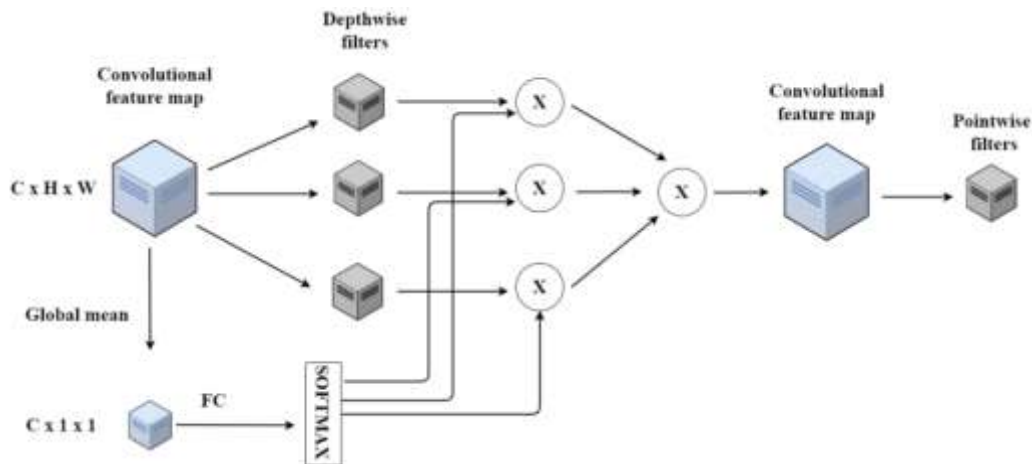 Depthwise
filters
Convolutional
feature map
X
Convolutional
feature map
Pointwise
filters
C x H x W
X
X
X
Global mean
C x 1 x 1
FC
SOFTMAX